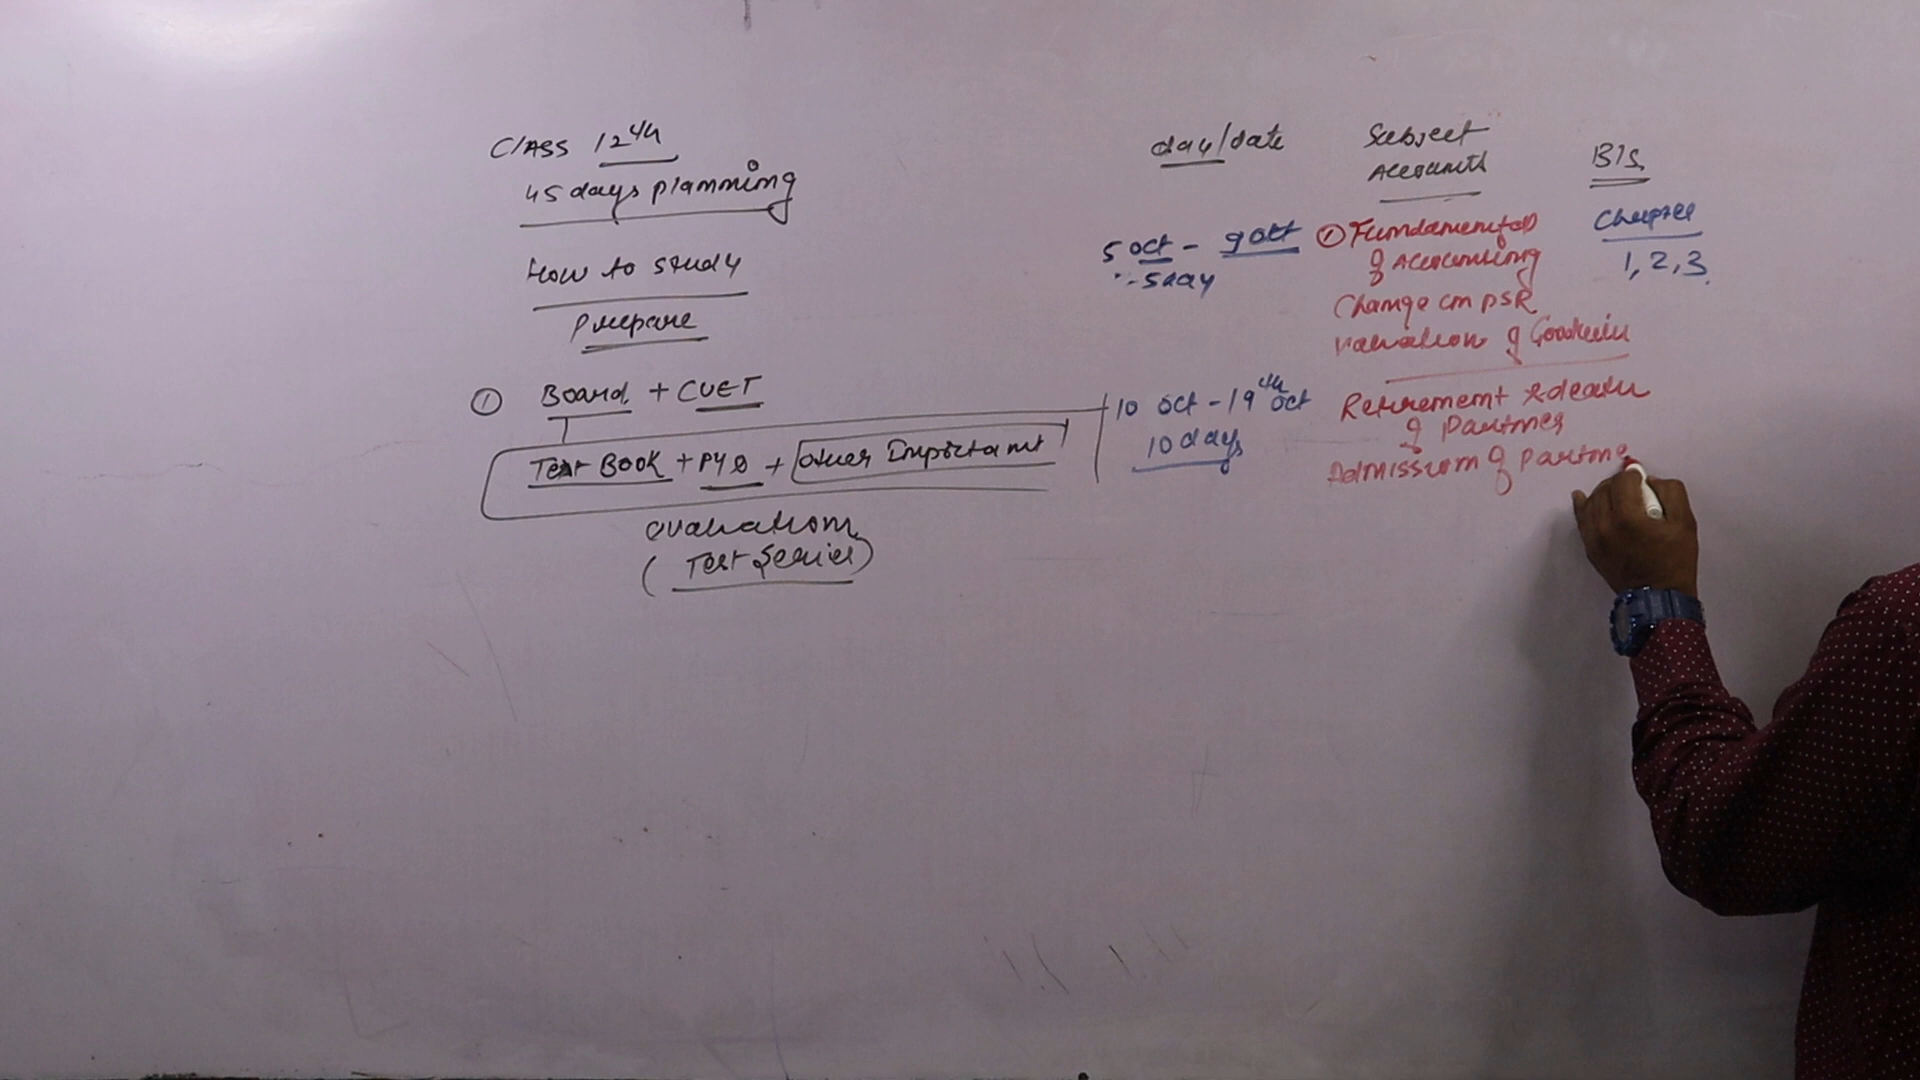 Class 12th
45 days planning
How to study
Prepare
① Board + CUET
Text Book + PYQ + Other Important
evaluation
(Test Series)
day/date
Subject
Accounts
B/S
5 Oct - 9 Oct
① Fundamental
of Accounting
Chapter
1, 2, 3
5 day
Change in PSR
Valuation of Goodwill
10 Oct - 19th Oct
10 days
Retirement & death
of Partner
Admission of Partne